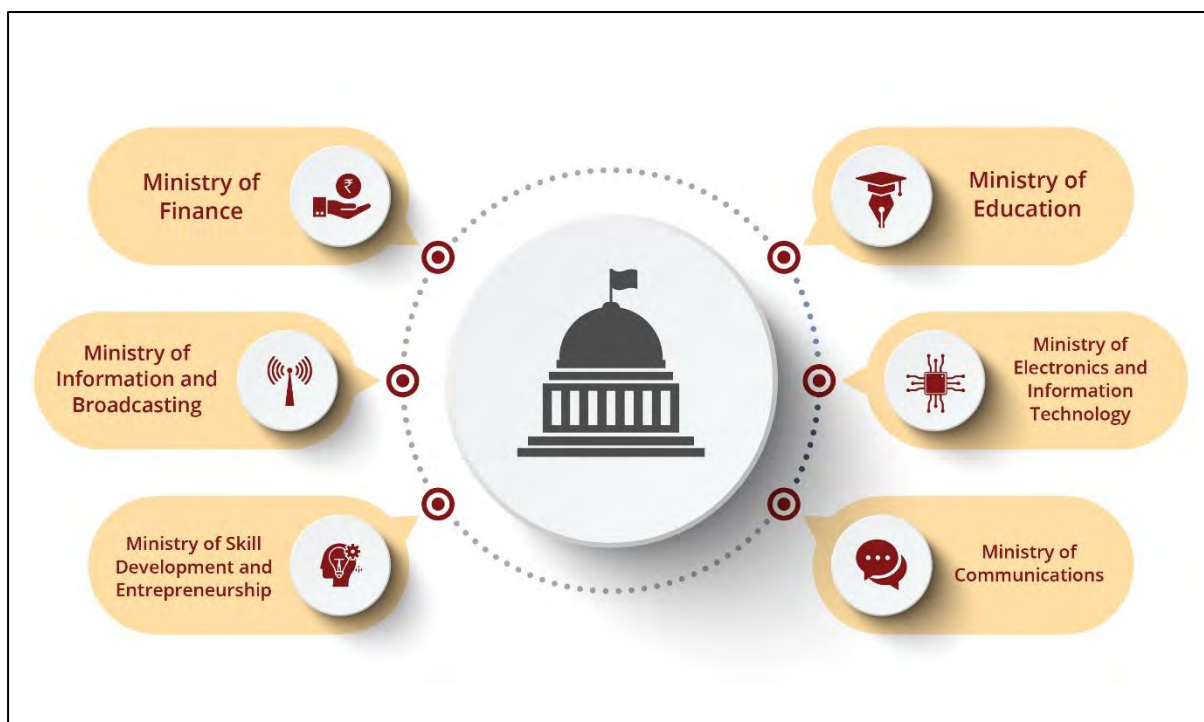 Ministry of
Finance
₹
Ministry of
Education
Ministry of
Information and
Broadcasting
Ministry of
Electronics and
Information
Technology
Ministry of Skill
Development and
Entrepreneurship
Ministry of
Communications